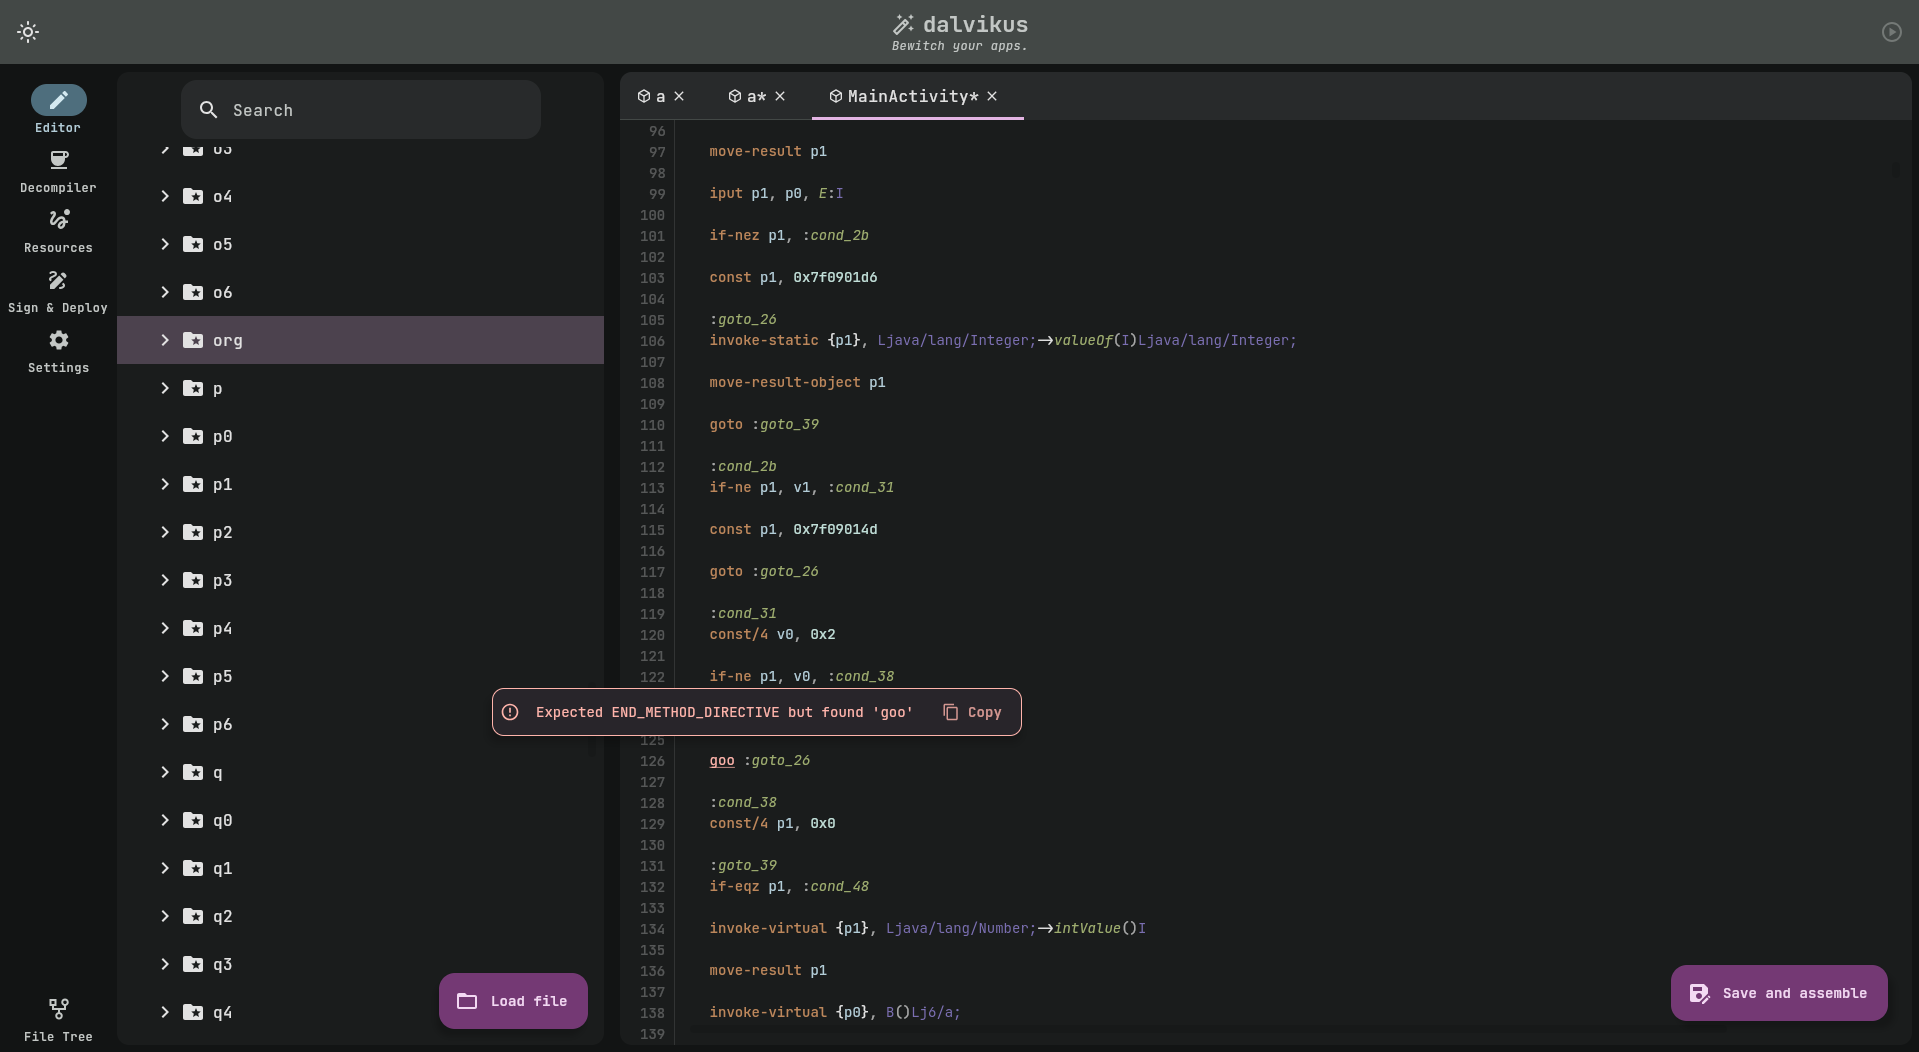 dalvikus
Bewitch your apps.
Editor
Decompiler
Resources
Sign & Deploy
Settings
File Tree
Search
o3
o4
o5
o6
org
p
p0
p1
p2
p3
p4
p5
p6
q
q0
q1
q2
q3
q4
Load file
a
a*
MainActivity*
96
97 move-result p1
98
99 iput p1, p0, E:I
100
101 if-nez p1, :cond_2b
102
103 const p1, 0x7f0901d6
104
105 :goto_26
106 invoke-static {p1}, Ljava/lang/Integer;->valueOf(I)Ljava/lang/Integer;
107
108 move-result-object p1
109
110 goto :goto_39
111
112 :cond_2b
113 if-ne p1, v1, :cond_31
114
115 const p1, 0x7f09014d
116
117 goto :goto_26
118
119 :cond_31
120 const/4 v0, 0x2
121
122 if-ne p1, v0, :cond_38
Expected END_METHOD_DIRECTIVE but found 'goo' Copy
125
126 goo :goto_26
127
128 :cond_38
129 const/4 p1, 0x0
130
131 :goto_39
132 if-eqz p1, :cond_48
133
134 invoke-virtual {p1}, Ljava/lang/Number;->intValue()I
135
136 move-result p1
137
138 invoke-virtual {p0}, B()Lj6/a;
139
Save and assemble